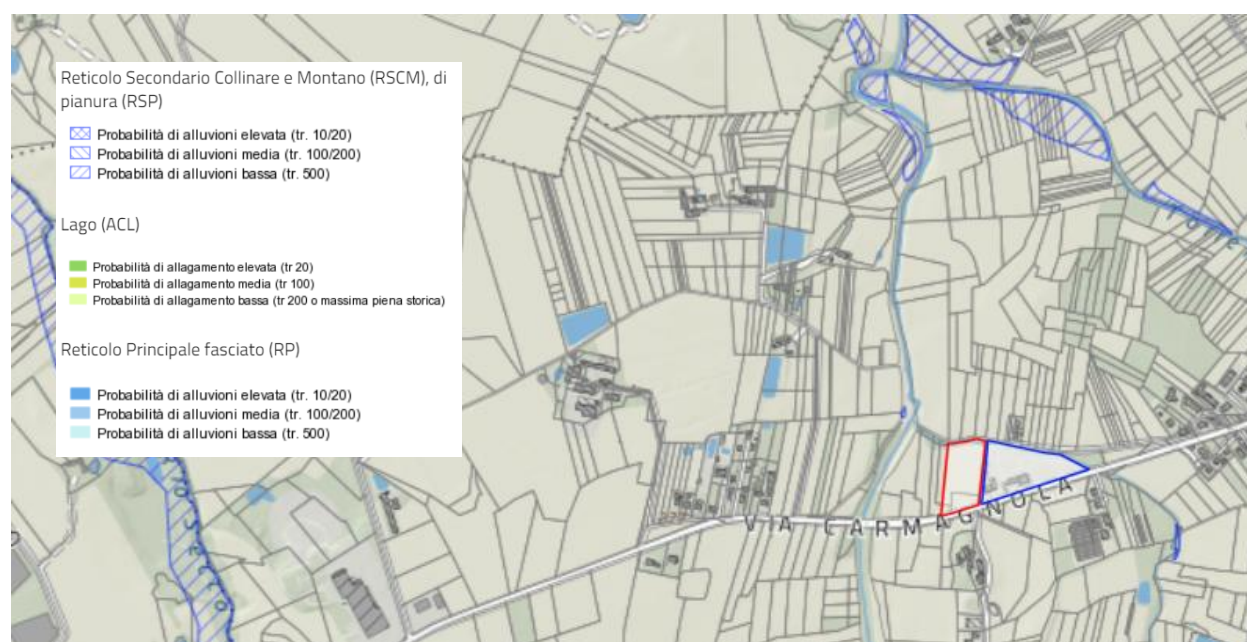 Reticolo Secondario Collinare e Montano (RSCM), di
pianura (RSP)
Probabilità di alluvioni elevata (tr. 10/20)
Probabilità di alluvioni media (tr. 100/200)
Probabilità di alluvioni bassa (tr. 500)
Lago (ACL)
Probabilità di allagamento elevata (tr 20)
Probabilità di allagamento media (tr 100)
Probabilità di allagamento bassa (tr 200 o massima piena storica)
Reticolo Principale fasciato (RP)
Probabilità di alluvioni elevata (tr. 10/20)
Probabilità di alluvioni media (tr. 100/200)
Probabilità di alluvioni bassa (tr. 500)
VIA CARMAGNOLA